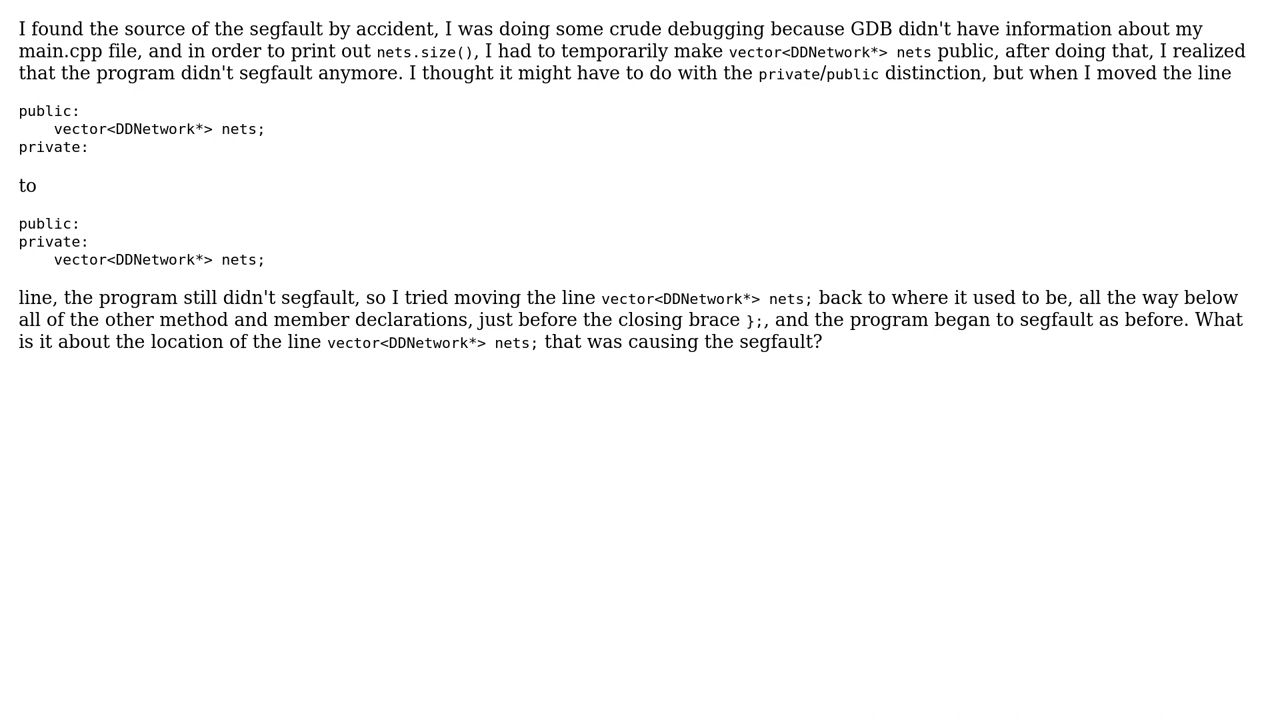 I found the source of the segfault by accident, I was doing some crude debugging because GDB didn't have information about my
main.cpp file, and in order to print out nets.size(), I had to temporarily make vector<DDNetwork*> nets public, after doing that, I realized
that the program didn't segfault anymore. I thought it might have to do with the private/public distinction, but when I moved the line
public:
    vector<DDNetwork*> nets;
private:
to
public:
private:
    vector<DDNetwork*> nets;
line, the program still didn't segfault, so I tried moving the line vector<DDNetwork*> nets; back to where it used to be, all the way below
all of the other method and member declarations, just before the closing brace };, and the program began to segfault as before. What
is it about the location of the line vector<DDNetwork*> nets; that was causing the segfault?